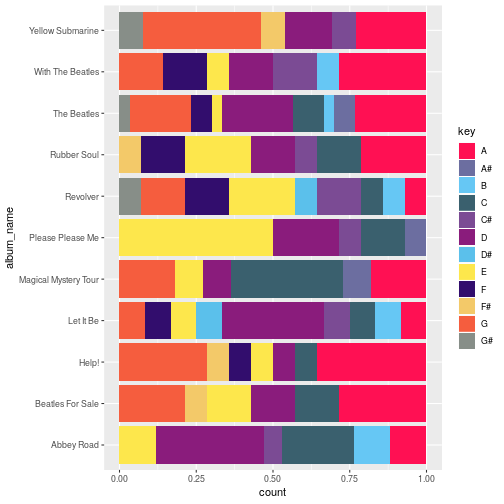 Yellow Submarine
With The Beatles
The Beatles
Rubber Soul
Revolver
Please Please Me
Magical Mystery Tour
Let It Be
Help!
Beatles For Sale
Abbey Road
album_name
0.00 0.25 0.50 0.75 1.00
count
key
A
A#
B
C
C#
D
D#
E
F
F#
G
G#